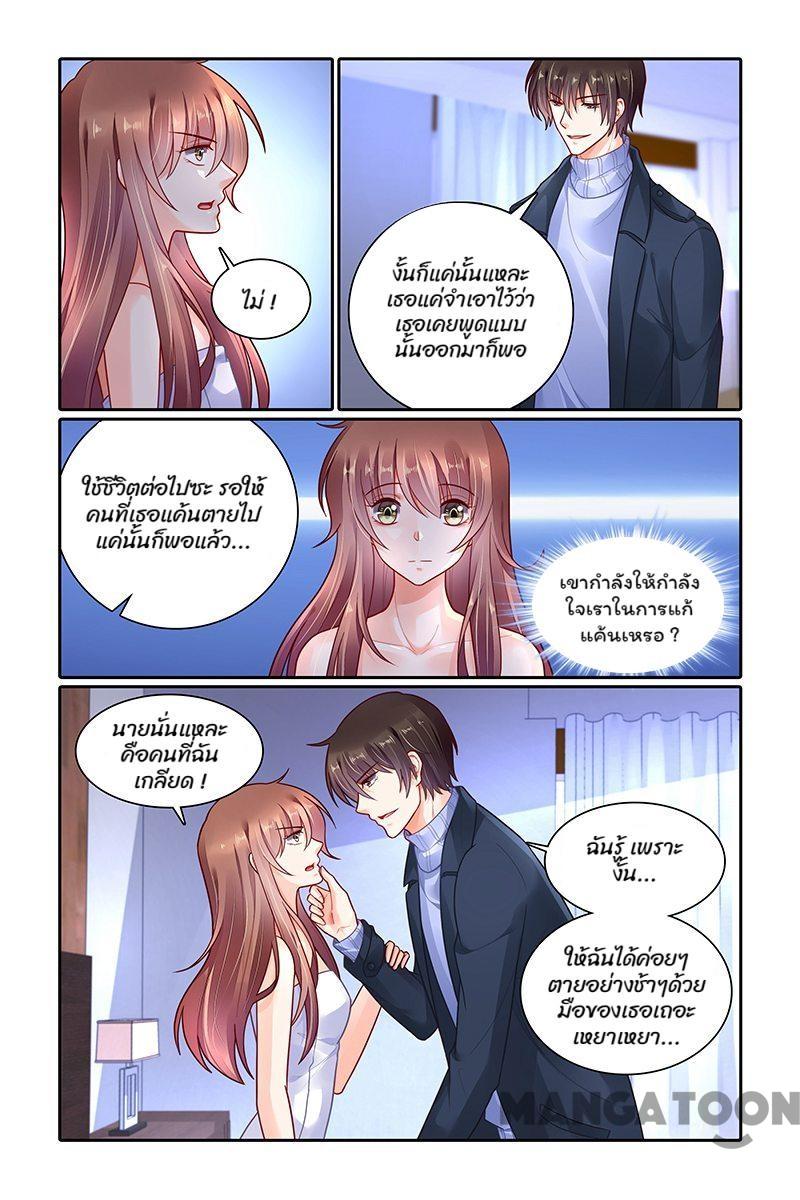 ไม่ !
งั้นก็แค่นั้นแหละ
เธอแค่จำเอาไว้ว่า
เธอเคยพูดแบบ
นั้นออกมาก็พอ
ใช้ชีวิตต่อไปซะ รอให้
คนที่เธอแค้นตายไป
แค่นั้นก็พอแล้ว...
เขากำลังให้กำลัง
ใจเราในการแก้
แค้นเหรอ ?
นายนั่นแหละ
คือคนที่ฉัน
เกลียด !
ฉันรู้ เพราะ
งั้น...
ให้ฉันได้ค่อยๆ
ตายอย่างช้าๆด้วย
มือของเธอเถอะ
เหยาเหยา...
MANGATOON